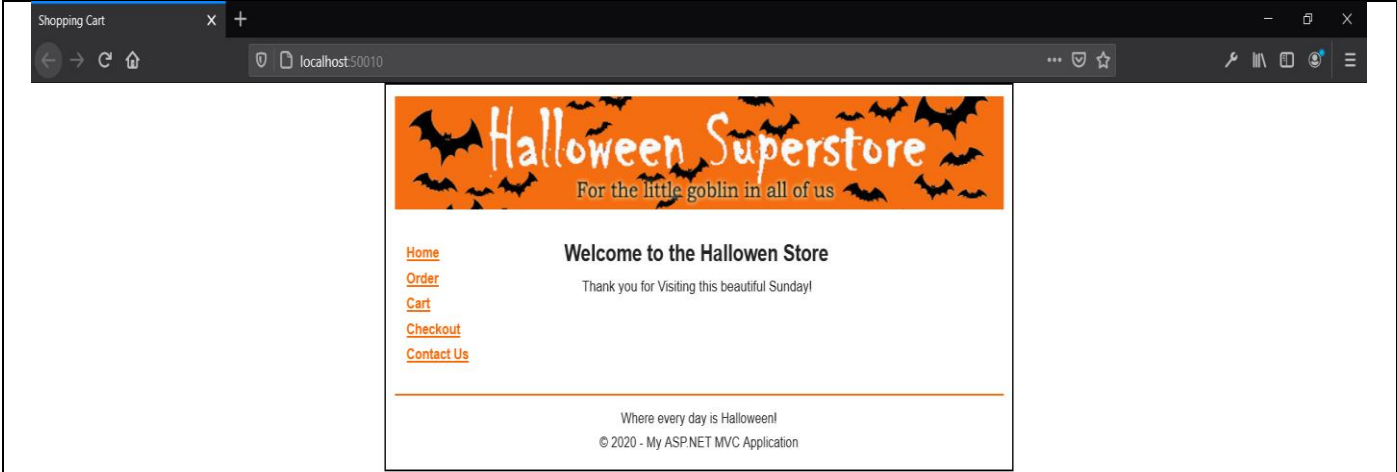 Shopping Cart
localhost:50010
Halloween Superstore
For the little goblin in all of us
Home
Order
Cart
Checkout
Contact Us
Welcome to the Hallowen Store
Thank you for Visiting this beautiful Sunday!
Where every day is Halloween!
© 2020 - My ASP.NET MVC Application